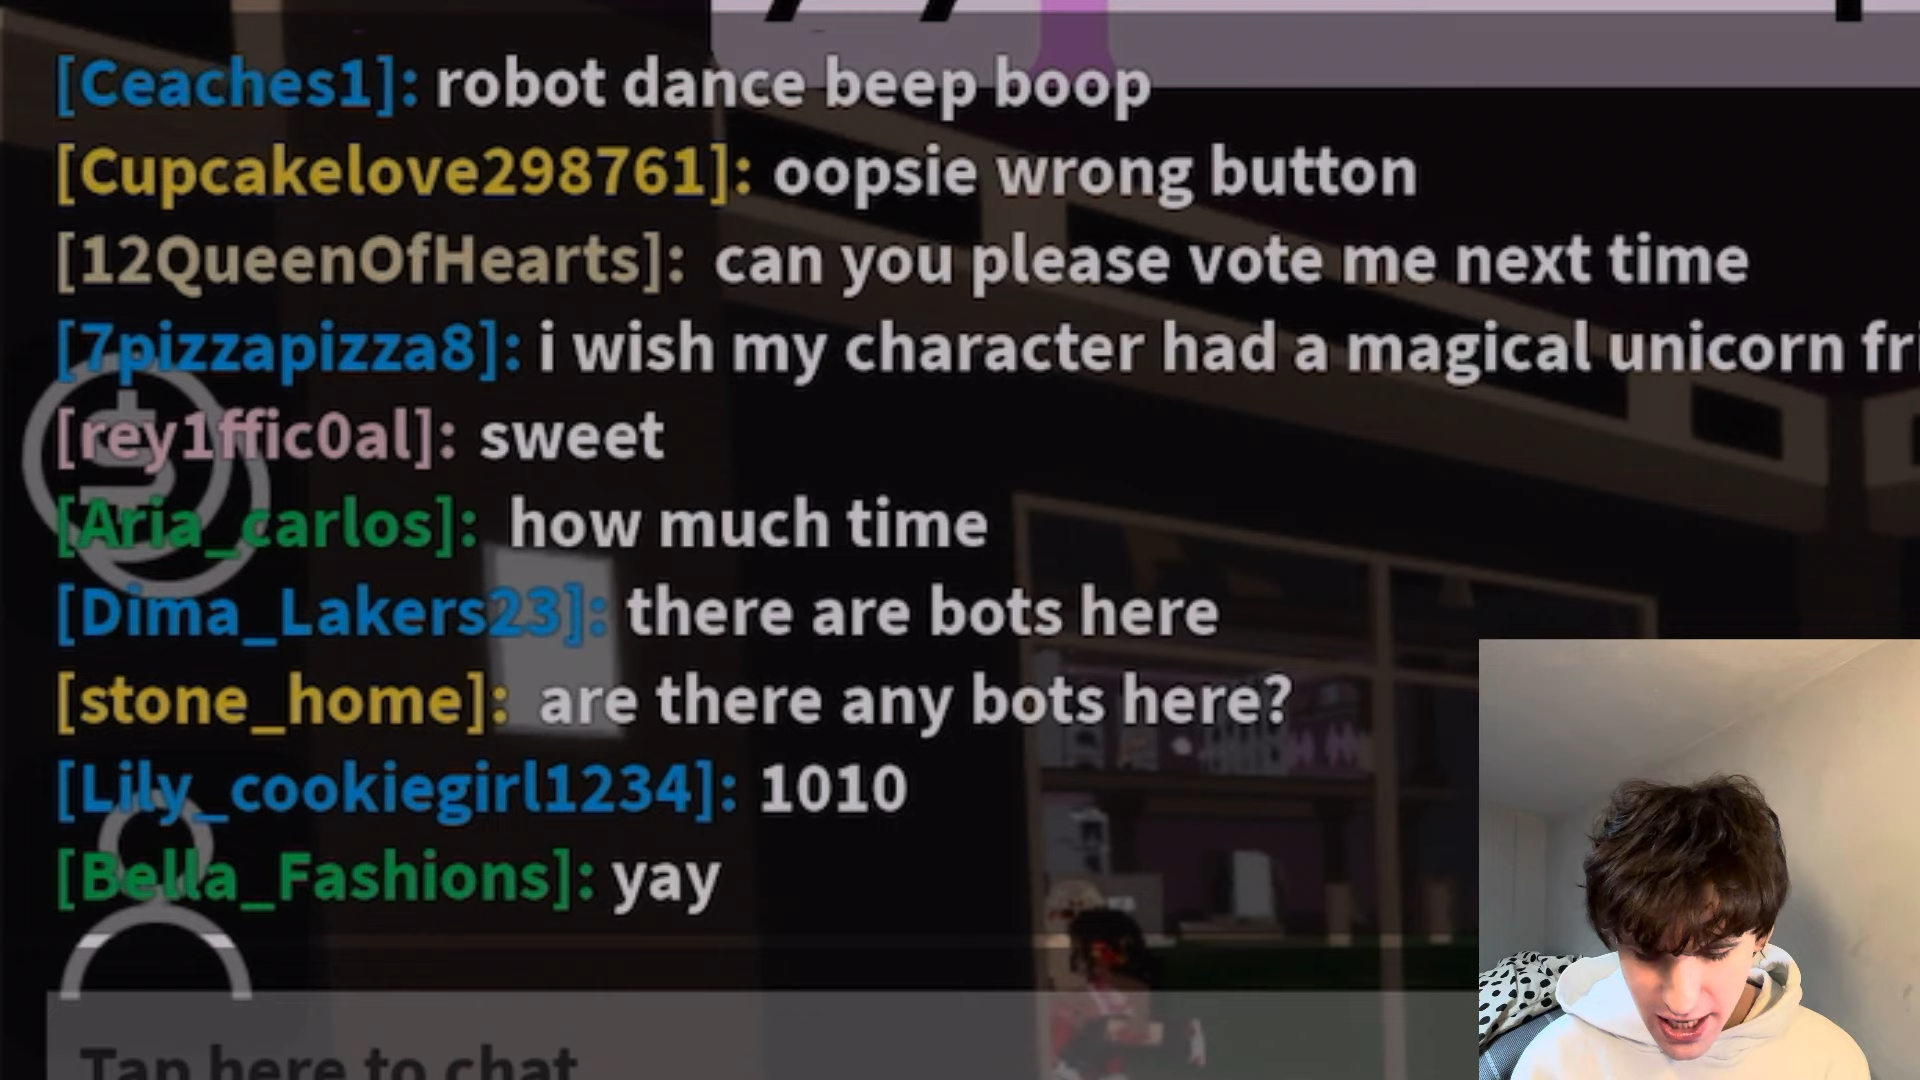 [Ceaches1]: robot dance beep boop
[Cupcakelove298761]: oopsie wrong button
[12QueenOfHearts]: can you please vote me next time
[7pizzapizza8]: i wish my character had a magical unicorn fri
[rey1ffic0al]: sweet
[Aria_carlos]: how much time
[Dima_Lakers23]: there are bots here
[stone_home]: are there any bots here?
[Lily_cookiegirl1234]: 1010
[Bella_Fashions]: yay
Tap here to chat